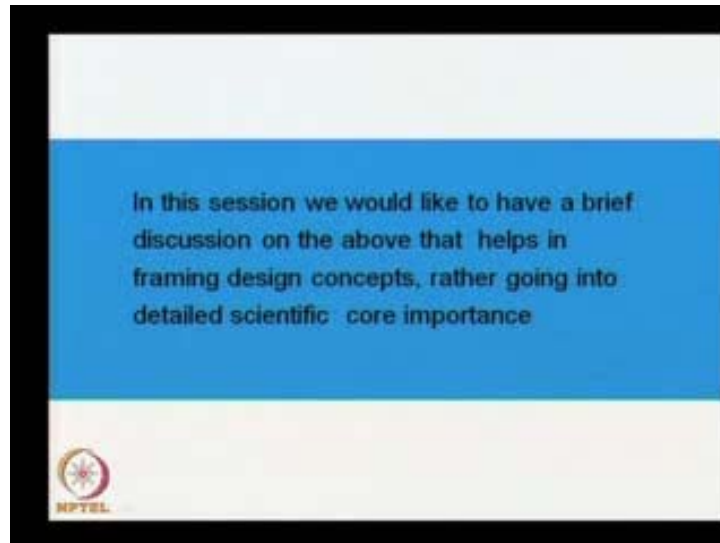 In this session we would like to have a brief
discussion on the above that helps in
framing design concepts, rather going into
detailed scientific core importance
NPTEL